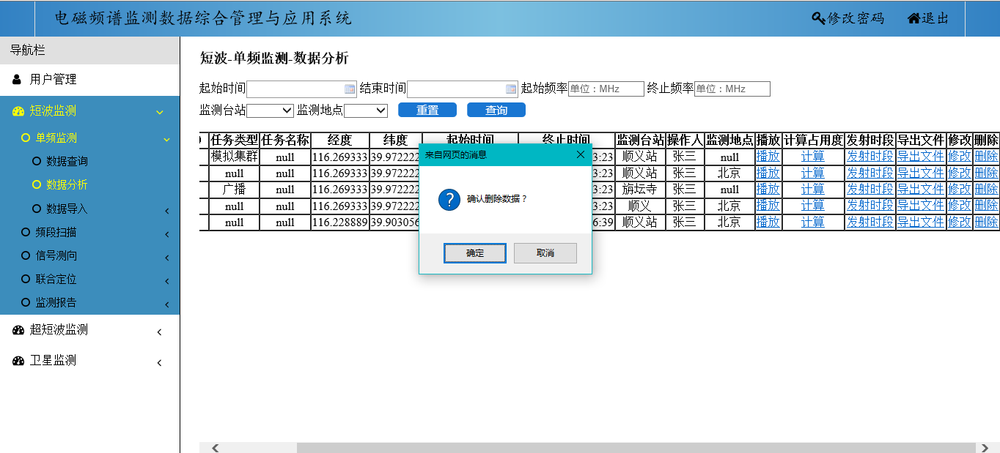 电磁频谱监测数据综合管理与应用系统 修改密码 退出
导航栏
用户管理
短波监测
单频监测
数据查询
数据分析
数据导入
频段扫描
信号测向
联合定位
监测报告
超短波监测
卫星监测
短波-单频监测-数据分析
起始时间 结束时间 起始频率 单位：MHz 终止频率 单位：MHz
监测台站 监测地点 重置 查询
任务类型 任务名称 经度 纬度 起始时间 终止时间 监测台站 操作人 监测地点 播放 计算占用度 发射时段 导出文件 修改 删除
模拟集群 null 116.269333 39.972222 3:23 顺义站 张三 null 播放 计算 发射时段 导出文件 修改 删除
null null 116.269333 39.972222 3:23 顺义站 张三 北京 播放 计算 发射时段 导出文件 修改 删除
广播 null 116.269333 39.972222 3:23 旃坛寺 张三 null 播放 计算 发射时段 导出文件 修改 删除
null null 116.269333 39.972222 3:23 顺义 张三 北京 播放 计算 发射时段 导出文件 修改 删除
null null 116.228889 39.903056 6:39 顺义站 张三 北京 播放 计算 发射时段 导出文件 修改 删除
来自网页的消息
确认删除数据？
确定 取消